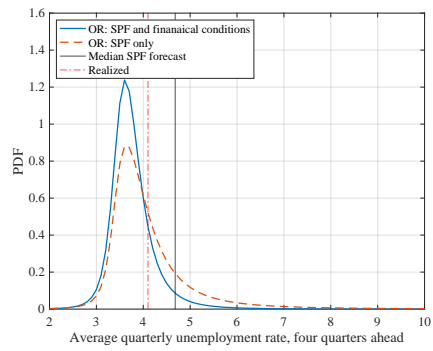 1.6
1.4
1.2
1
0.8
0.6
0.4
0.2
0
PDF
OR: SPF and finanaical conditions
OR: SPF only
Median SPF forecast
Realized
2 3 4 5 6 7 8 9 10
Average quarterly unemployment rate, four quarters ahead